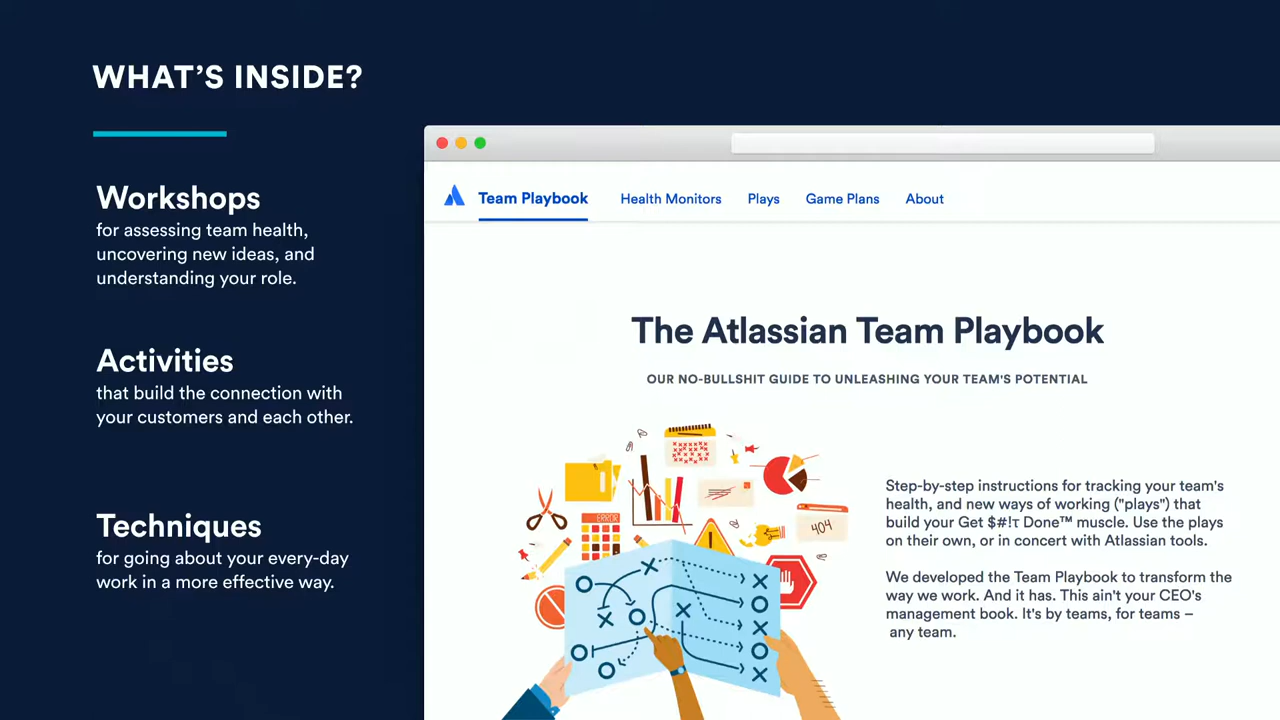 WHAT'S INSIDE?
Workshops
for assessing team health,
uncovering new ideas, and
understanding your role.
Activities
that build the connection with
your customers and each other.
Techniques
for going about your every-day
work in a more effective way.
Team Playbook Health Monitors Plays Game Plans About
The Atlassian Team Playbook
OUR NO-BULLSHIT GUIDE TO UNLEASHING YOUR TEAM'S POTENTIAL
ERROR
404
Step-by-step instructions for tracking your team's
health, and new ways of working ("plays") that
build your Get $#!т Done™ muscle. Use the plays
on their own, or in concert with Atlassian tools.
We developed the Team Playbook to transform the
way we work. And it has. This ain't your CEO's
management book. It's by teams, for teams –
any team.